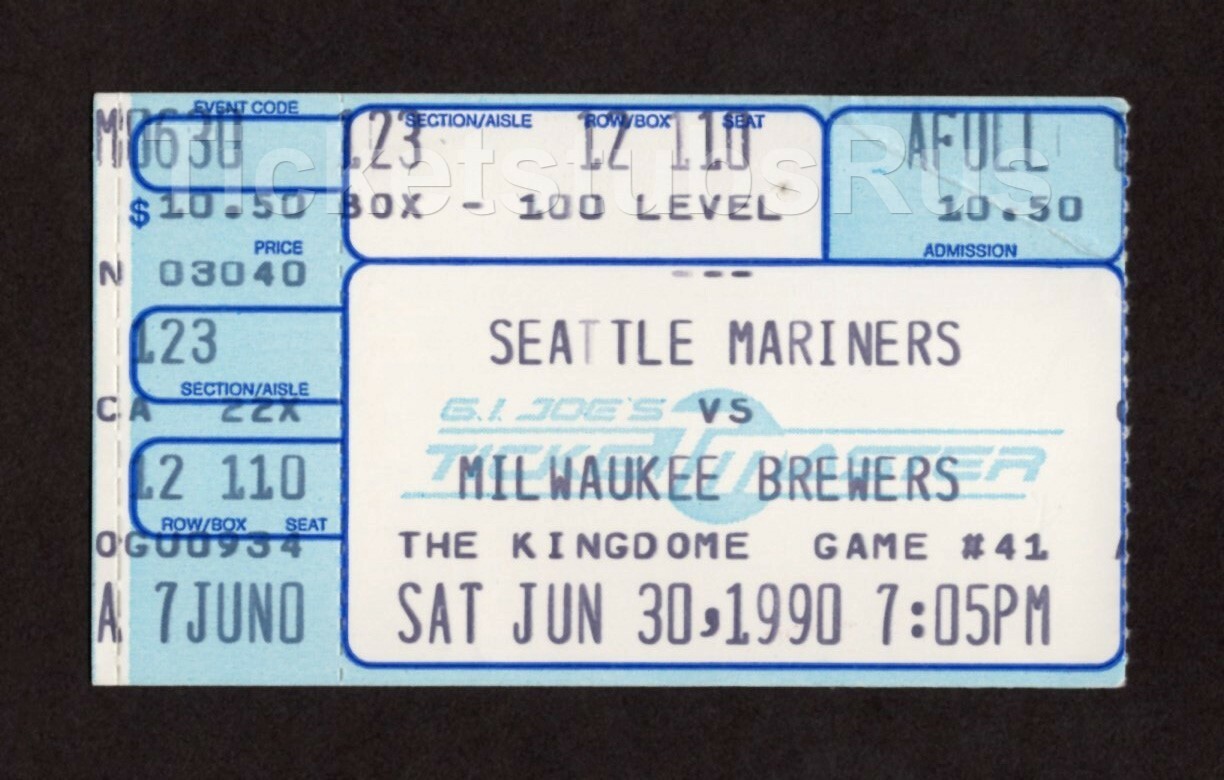 EVENT CODE SECTION/AISLE ROW/BOX SEAT
M0630 123 12 110 AFULL
TicketstubsRus
$ 10.50 BOX - 100 LEVEL 10.50
PRICE ADMISSION
N 03040 ---
123 SEATTLE MARINERS
SECTION/AISLE
CA 22X G.I. JOE'S VS
TICKETMASTER
12 110 MILWAUKEE BREWERS
ROW/BOX SEAT
OGU0934 THE KINGDOME GAME #41
A 7JUN0 SAT JUN 30,1990 7:05PM